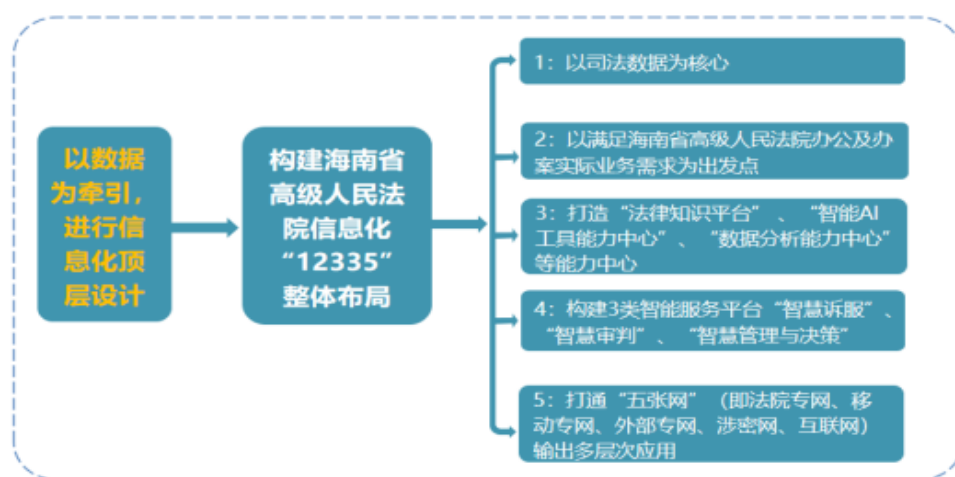 以数据
为牵引，
进行信
息化顶
层设计
构建海南省
高级人民法
院信息化
“12335”
整体布局
1：以司法数据为核心
2：以满足海南省高级人民法院办公及办
案实际业务需求为出发点
3：打造“法律知识平台”、“智能AI
工具能力中心”、“数据分析能力中心”
等能力中心
4：构建3类智能服务平台“智慧诉服”、
“智慧审判”、“智慧管理与决策”
5：打通“五张网”（即法院专网、移
动专网、外部专网、涉密网、互联网）
输出多层次应用